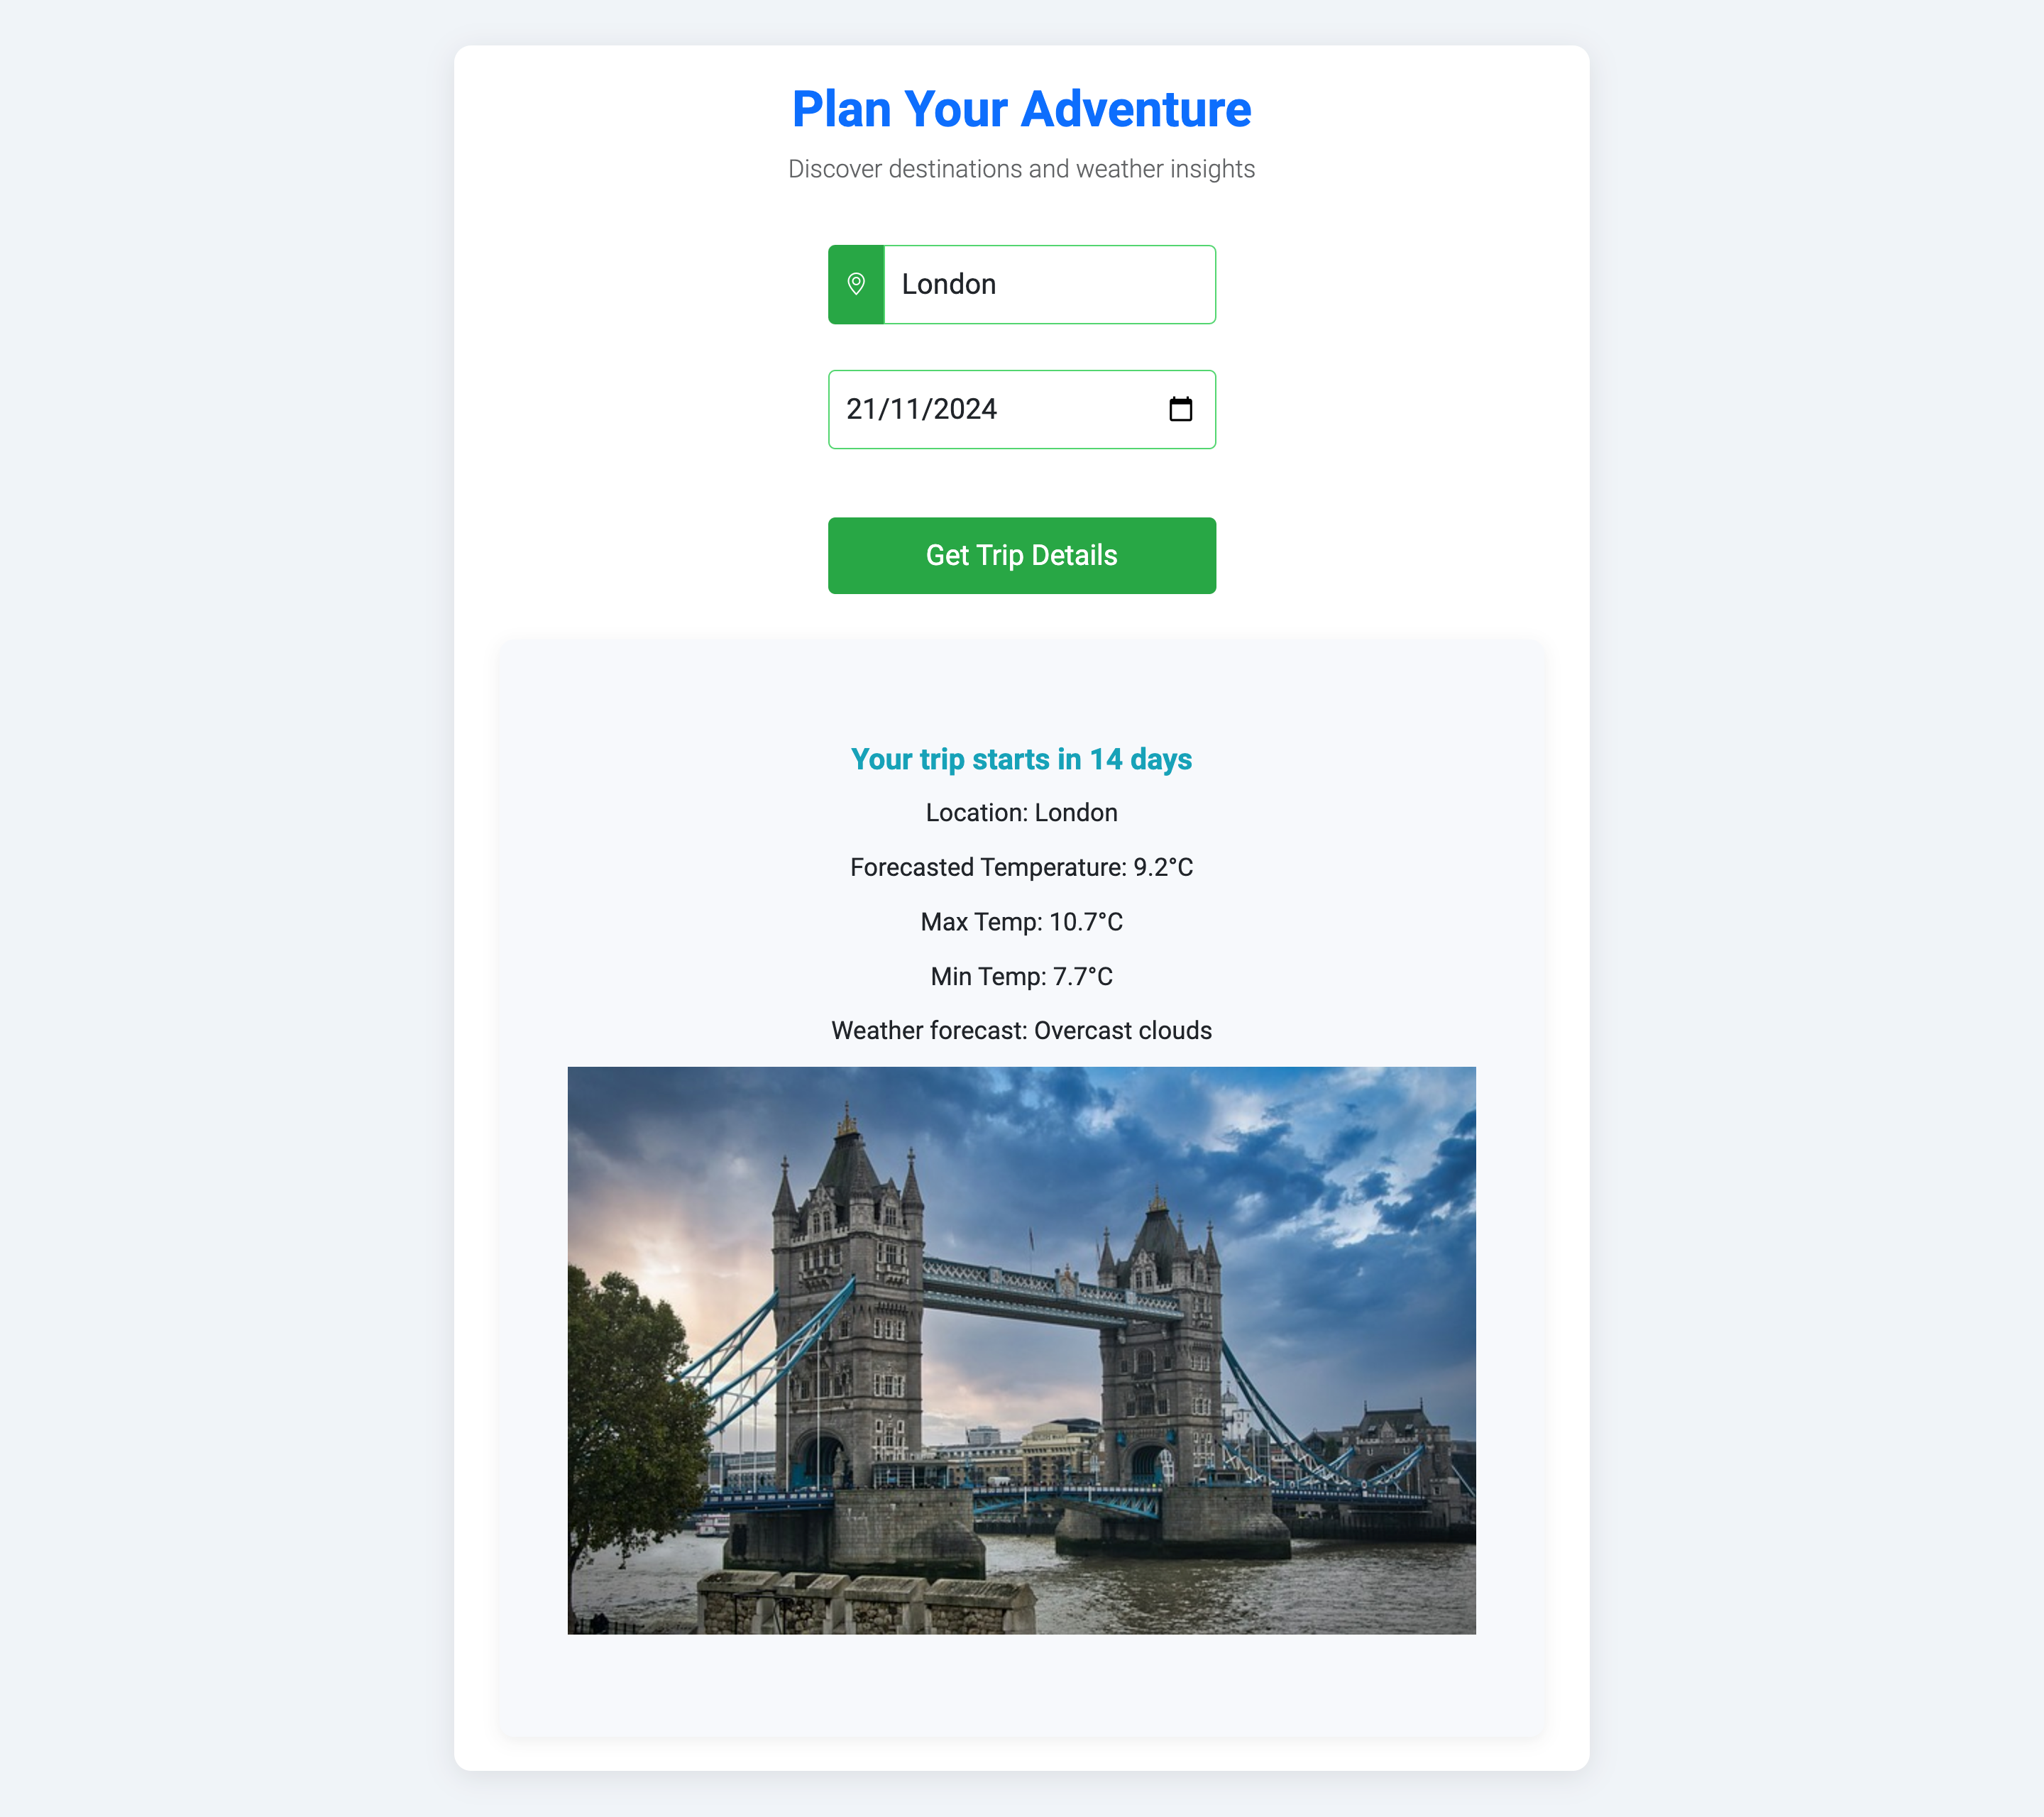 Plan Your Adventure
Discover destinations and weather insights
London
21/11/2024
Get Trip Details
Your trip starts in 14 days
Location: London
Forecasted Temperature: 9.2°C
Max Temp: 10.7°C
Min Temp: 7.7°C
Weather forecast: Overcast clouds